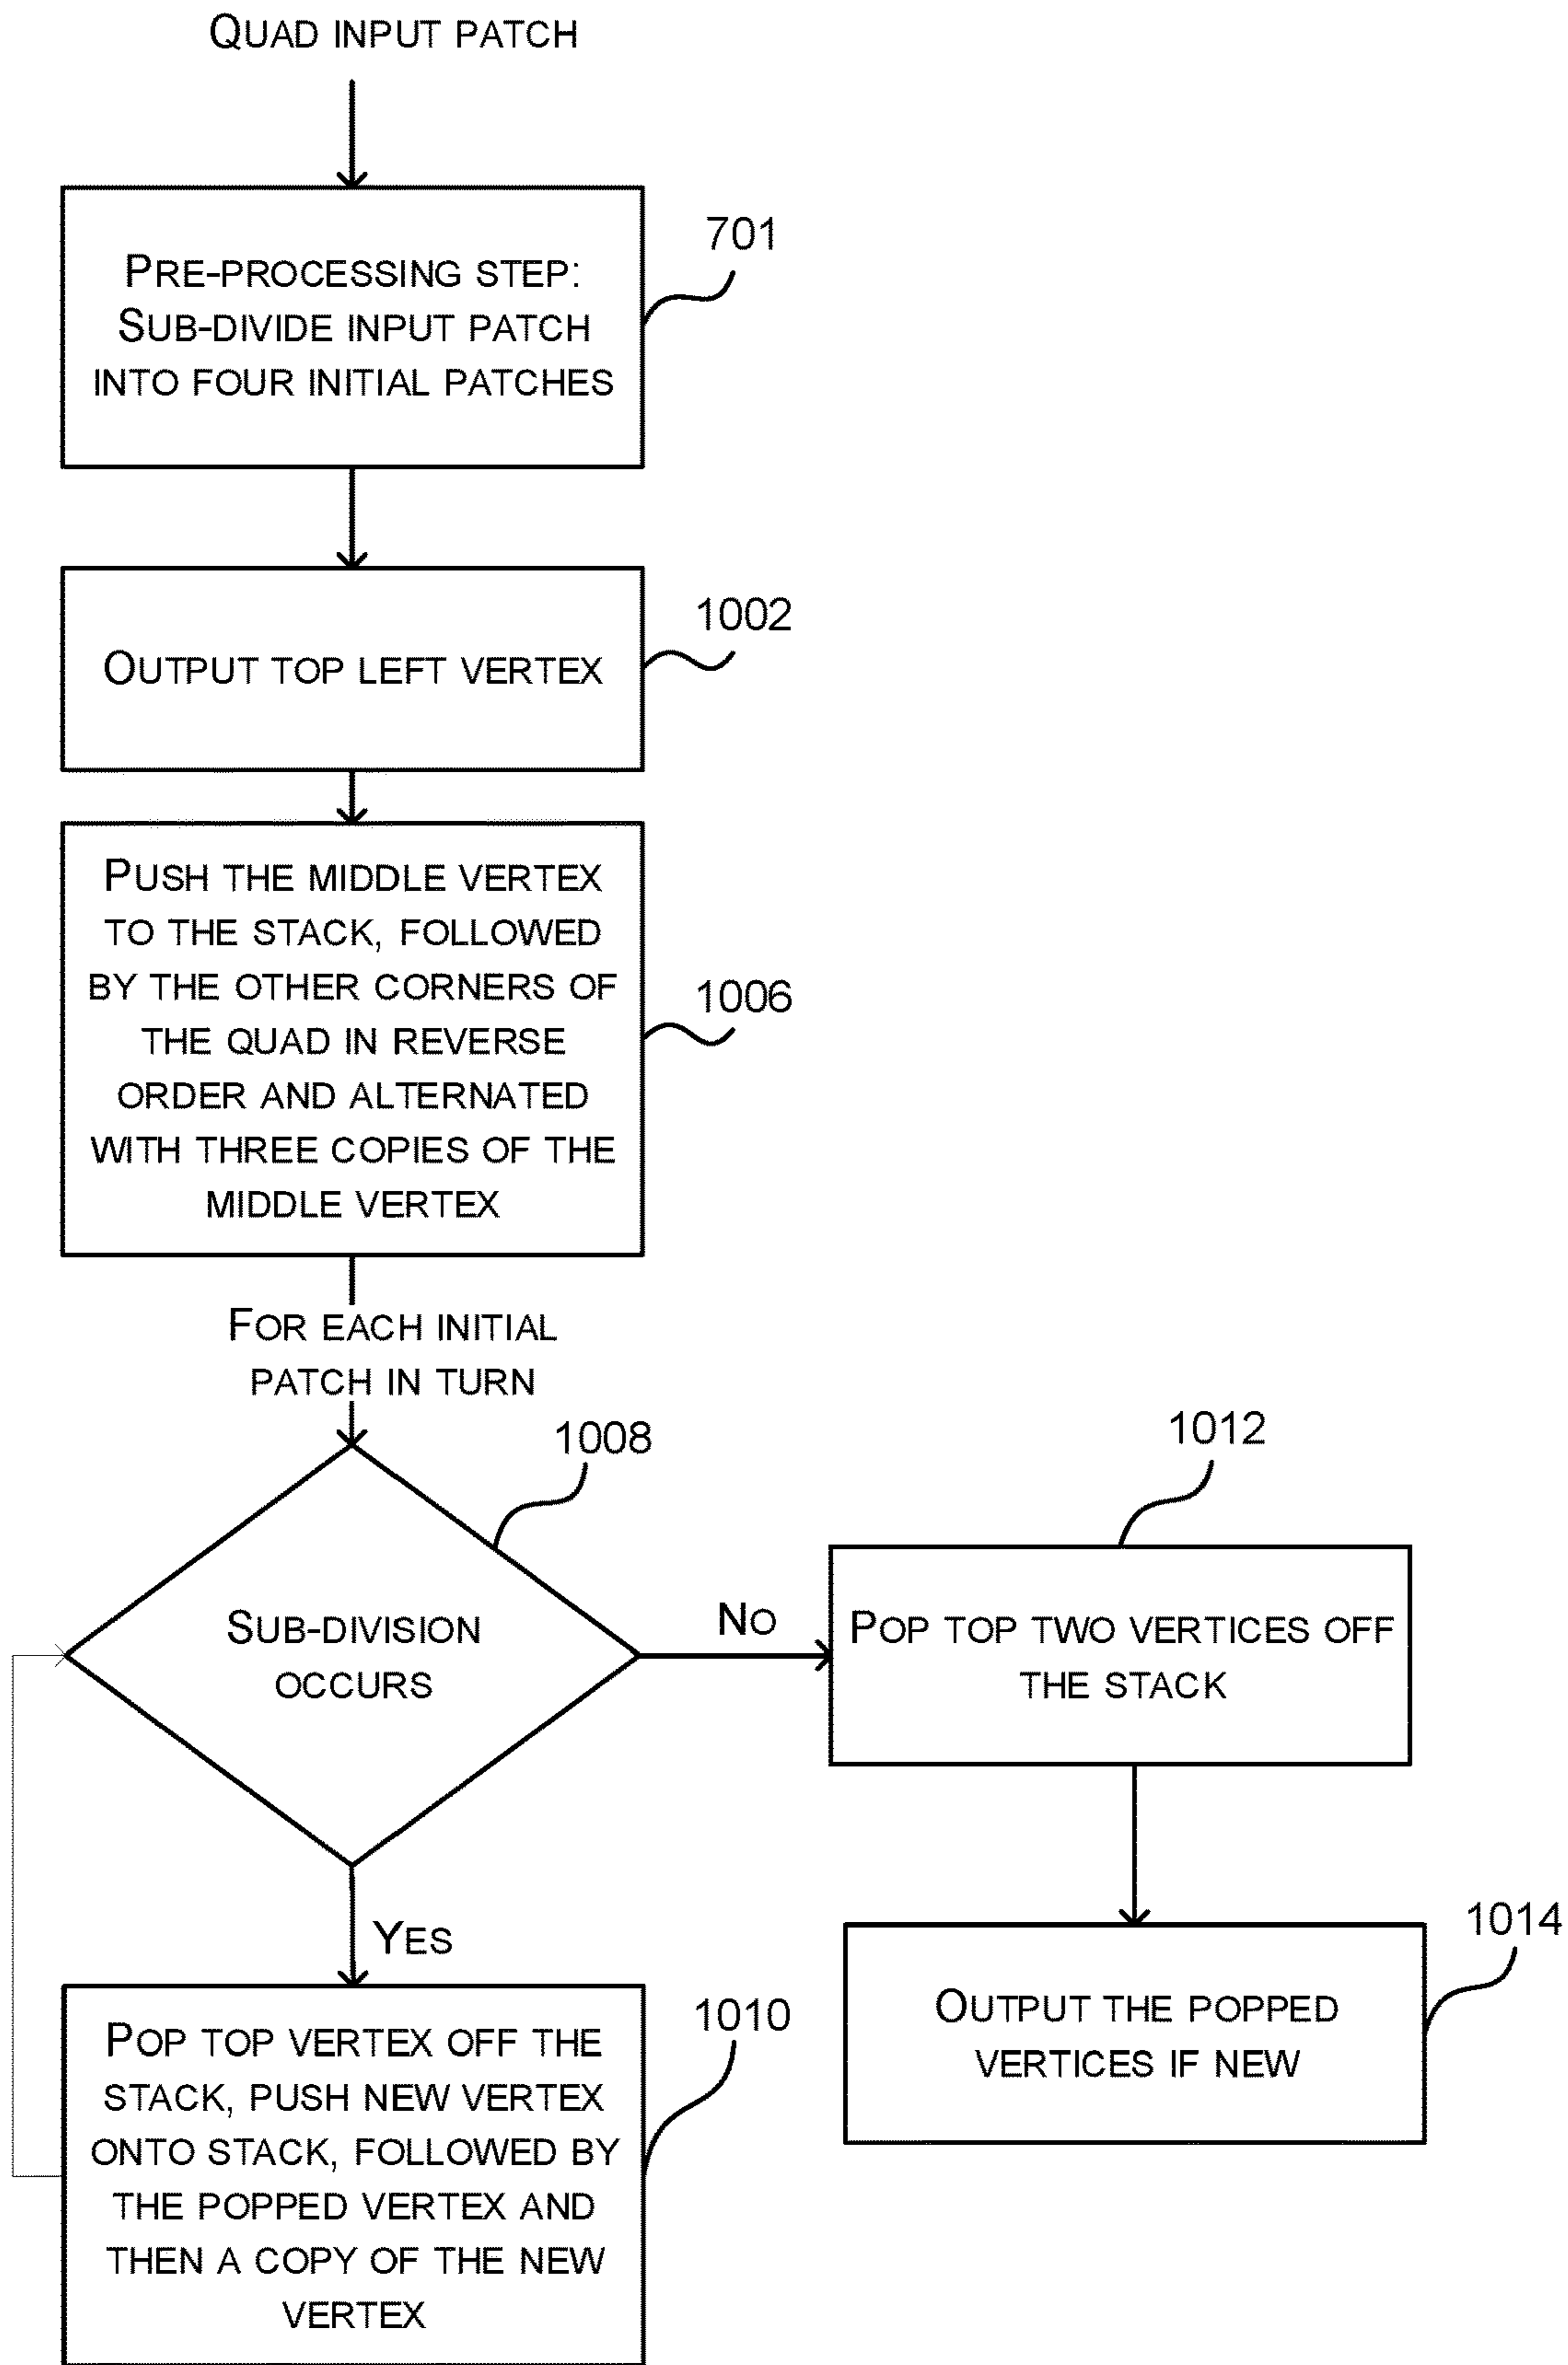 QUAD INPUT PATCH
PRE-PROCESSING STEP:
SUB-DIVIDE INPUT PATCH
INTO FOUR INITIAL PATCHES
701
OUTPUT TOP LEFT VERTEX
1002
PUSH THE MIDDLE VERTEX
TO THE STACK, FOLLOWED
BY THE OTHER CORNERS OF
THE QUAD IN REVERSE
ORDER AND ALTERNATED
WITH THREE COPIES OF THE
MIDDLE VERTEX
1006
FOR EACH INITIAL
PATCH IN TURN
1008
SUB-DIVISION
OCCURS
NO
1012
POP TOP TWO VERTICES OFF
THE STACK
YES
1010
POP TOP VERTEX OFF THE
STACK, PUSH NEW VERTEX
ONTO STACK, FOLLOWED BY
THE POPPED VERTEX AND
THEN A COPY OF THE NEW
VERTEX
1014
OUTPUT THE POPPED
VERTICES IF NEW